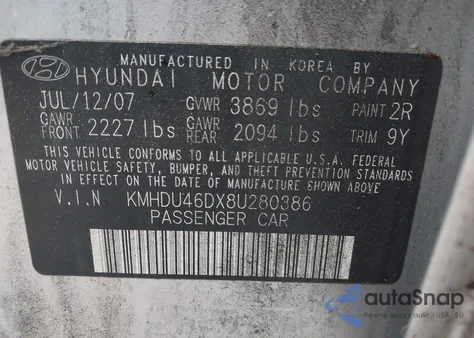 MANUFACTURED IN KOREA BY
HYUNDAI MOTOR COMPANY
JUL/12/07 GVWR 3869 lbs PAINT 2R
GAWR FRONT 2227 lbs GAWR REAR 2094 lbs TRIM 9Y
THIS VEHICLE CONFORMS TO ALL APPLICABLE U.S.A. FEDERAL
MOTOR VEHICLE SAFETY, BUMPER, AND THEFT PREVENTION STANDARDS
IN EFFECT ON THE DATE OF MANUFACTURE SHOWN ABOVE.
V.I.N KMHDU46DX8U280386
PASSENGER CAR
autoSnap